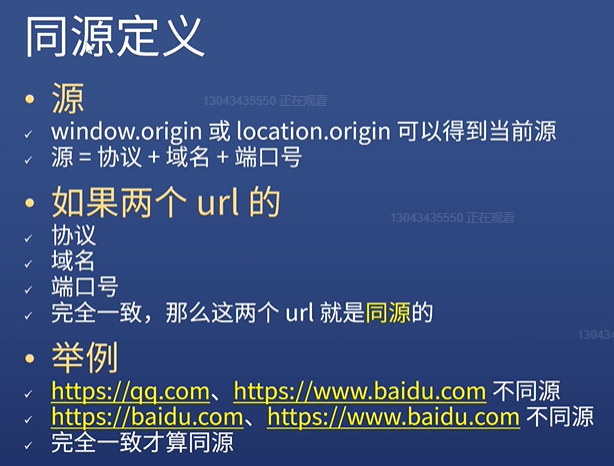 同源定义
• 源
13043435550 正在观看
✓ window.origin 或 location.origin 可以得到当前源
✓ 源 = 协议 + 域名 + 端口号
• 如果两个 url 的
13043435550 正在观看
✓ 协议
✓ 域名
✓ 端口号
✓ 完全一致，那么这两个 url 就是同源的
13043435
• 举例
✓ https://qq.com、https://www.baidu.com 不同源
✓ https://baidu.com、https://www.baidu.com 不同源
✓ 完全一致才算同源